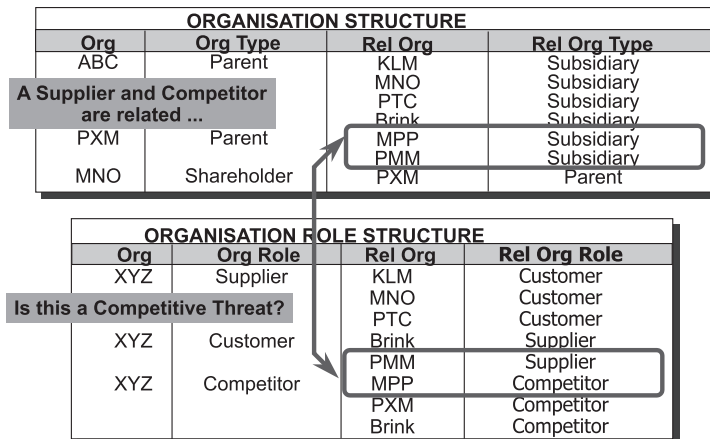 ORGANISATION STRUCTURE
Org Org Type Rel Org Rel Org Type
ABC Parent KLM Subsidiary
MNO Subsidiary
PTC Subsidiary
Brink Subsidiary
PXM Parent MPP Subsidiary
PMM Subsidiary
MNO Shareholder PXM Parent
A Supplier and Competitor
are related ...
ORGANISATION ROLE STRUCTURE
Org Org Role Rel Org Rel Org Role
XYZ Supplier KLM Customer
MNO Customer
PTC Customer
XYZ Customer Brink Supplier
PMM Supplier
XYZ Competitor MPP Competitor
PXM Competitor
Brink Competitor
Is this a Competitive Threat?